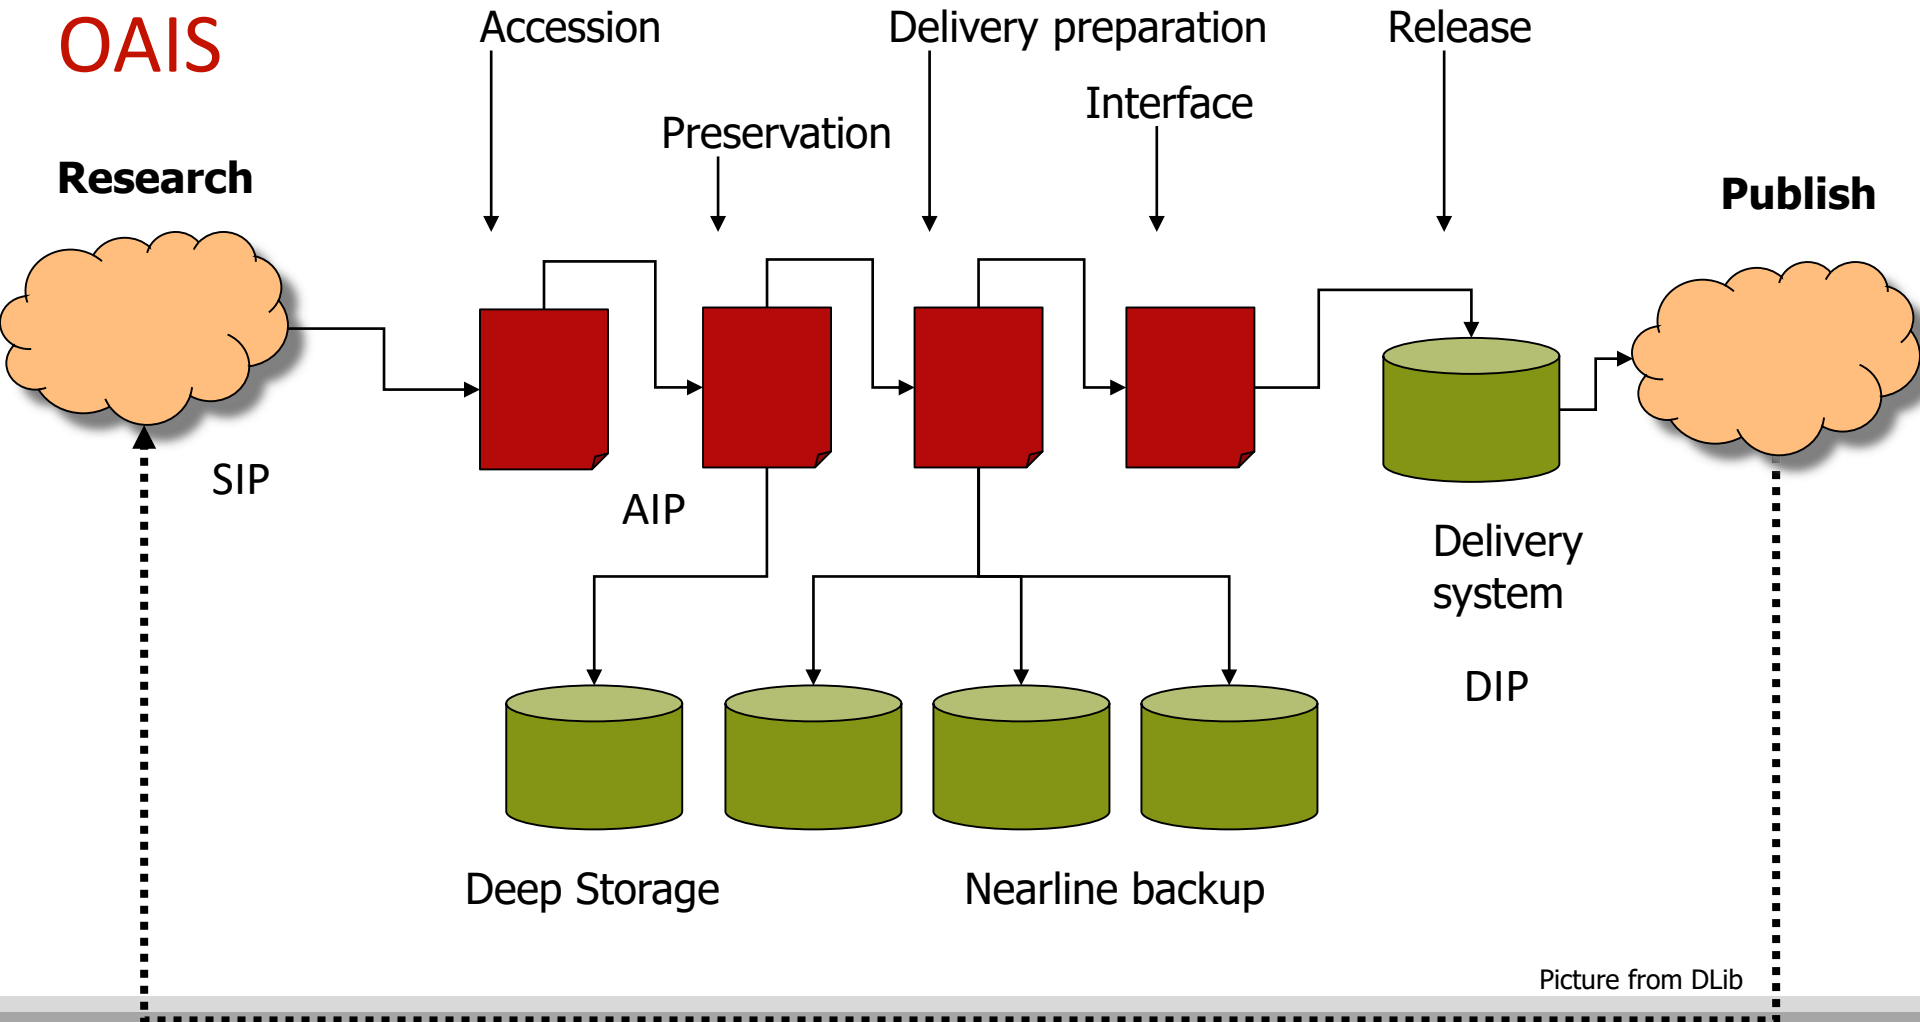 OAIS
Accession
Delivery preparation
Release
Interface
Preservation
Research
Publish
SIP
AIP
Delivery
system
DIP
Deep Storage
Nearline backup
Picture from DLib